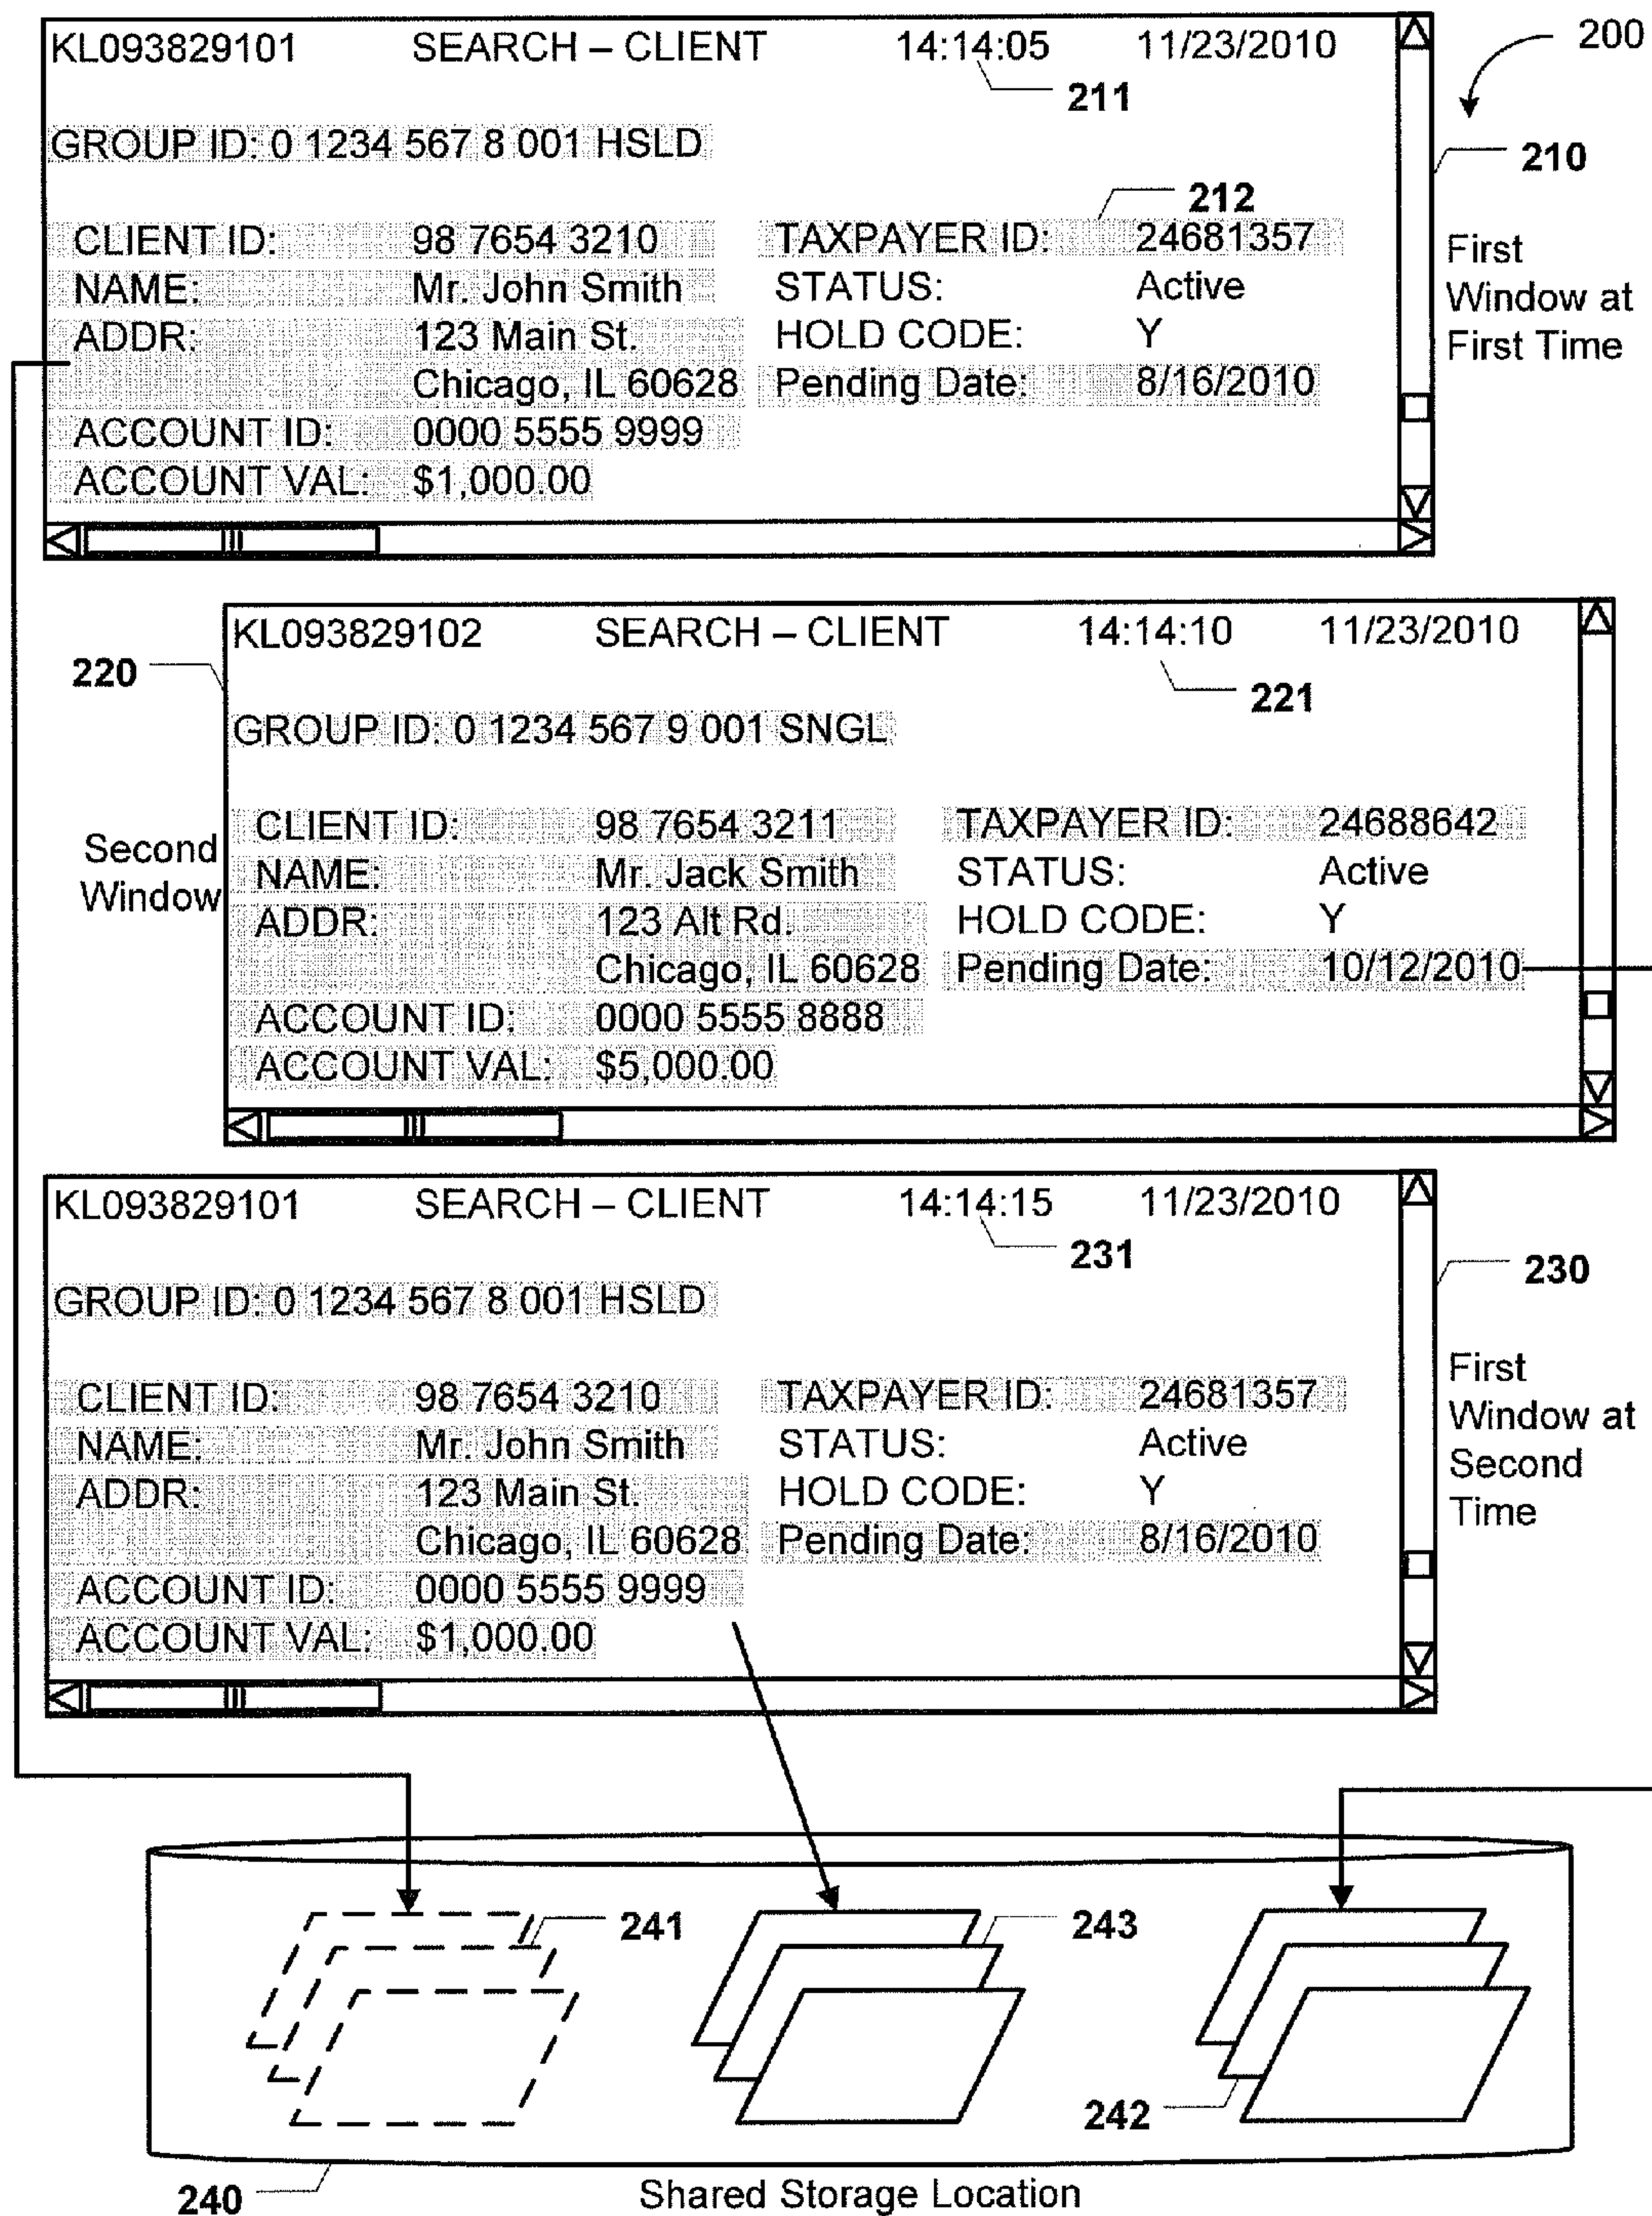 KL093829101 SEARCH – CLIENT 14:14:05 11/23/2010
200
211
GROUP ID: 0 1234 567 8 001 HSLD
210
212
CLIENT ID: 98 7654 3210 TAXPAYER ID: 24681357
NAME: Mr. John Smith STATUS: Active
ADDR: 123 Main St. HOLD CODE: Y
Chicago, IL 60628 Pending Date: 8/16/2010
ACCOUNT ID: 0000 5555 9999
ACCOUNT VAL: $1,000.00
First
Window at
First Time
KL093829102 SEARCH – CLIENT 14:14:10 11/23/2010
220
221
GROUP ID: 0 1234 567 9 001 SNGL
Second
Window
CLIENT ID: 98 7654 3211 TAXPAYER ID: 24688642
NAME: Mr. Jack Smith STATUS: Active
ADDR: 123 Alt Rd. HOLD CODE: Y
Chicago, IL 60628 Pending Date: 10/12/2010
ACCOUNT ID: 0000 5555 8888
ACCOUNT VAL: $5,000.00
KL093829101 SEARCH – CLIENT 14:14:15 11/23/2010
231
230
GROUP ID: 0 1234 567 8 001 HSLD
CLIENT ID: 98 7654 3210 TAXPAYER ID: 24681357
NAME: Mr. John Smith STATUS: Active
ADDR: 123 Main St. HOLD CODE: Y
Chicago, IL 60628 Pending Date: 8/16/2010
ACCOUNT ID: 0000 5555 9999
ACCOUNT VAL: $1,000.00
First
Window at
Second
Time
241
243
242
240
Shared Storage Location